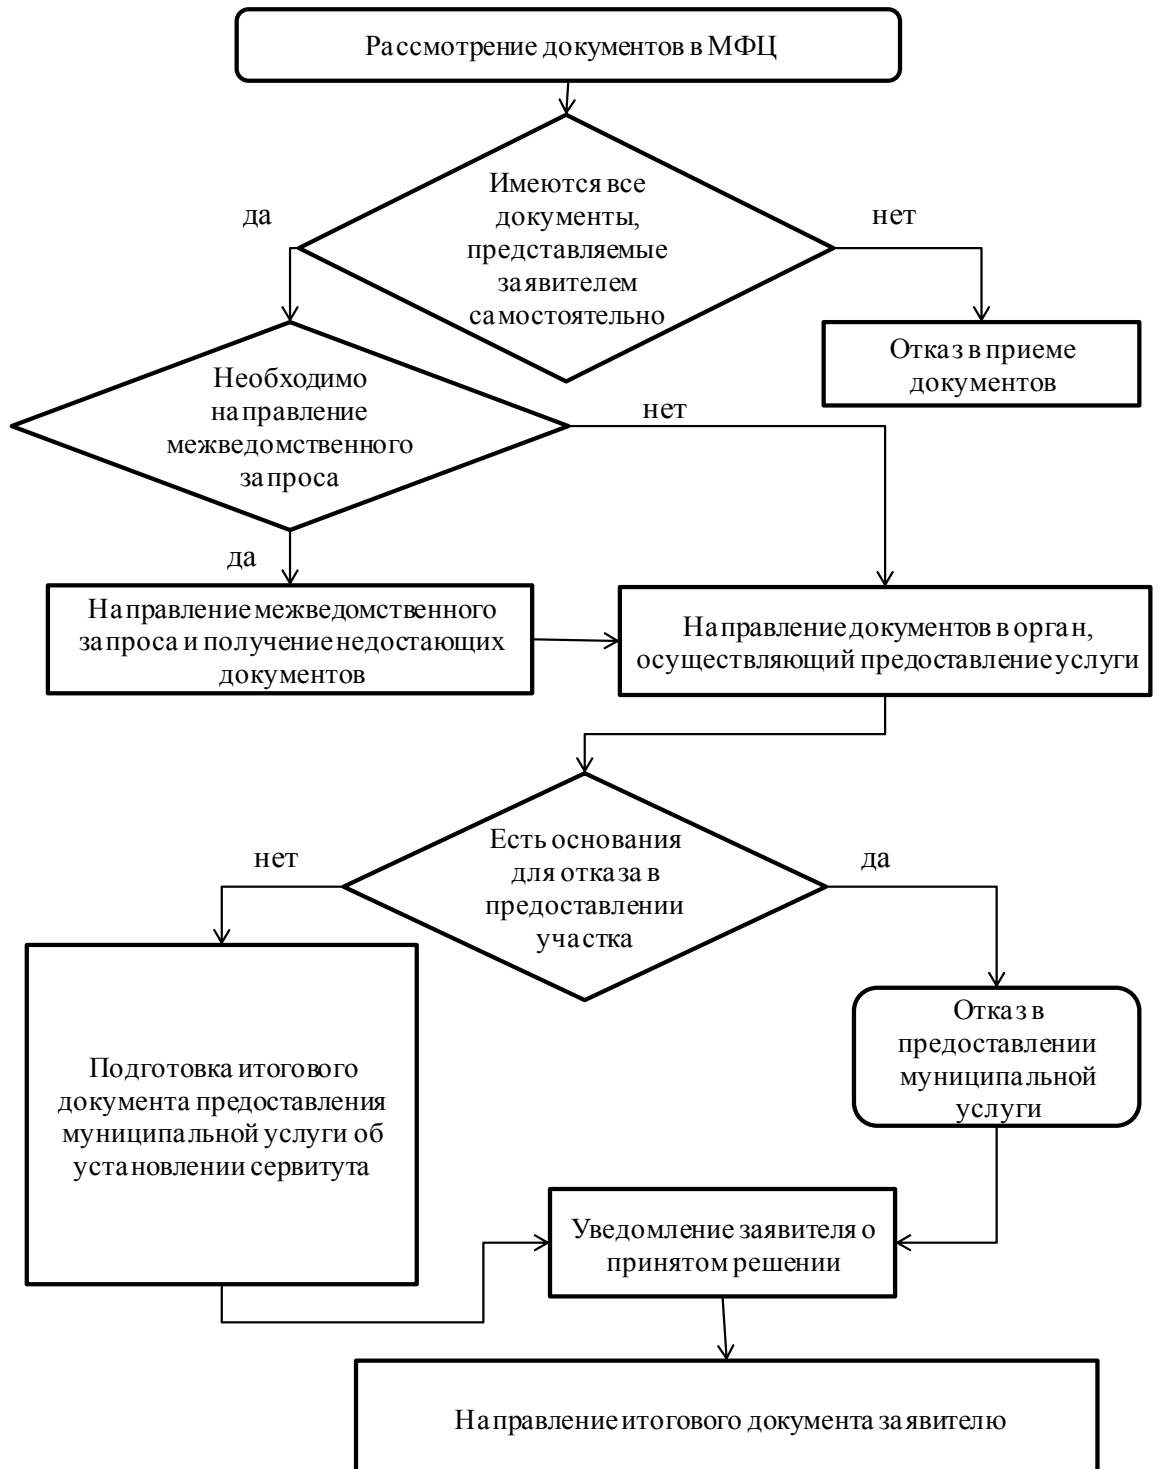 Рассмотрение документов в МФЦ
Имеются все
документы,
представляемые
заявителем
самостоятельно
да
нет
Отказ в приеме
документов
Необходимо
направление
межведомственного
запроса
нет
да
Направление межведомственного
запроса и получение недостающих
документов
Направление документов в орган,
осуществляющий предоставление услуги
Есть основания
для отказа в
предоставлении
участка
нет
да
Отказ в
предоставлении
муниципальной
услуги
Подготовка итогового
документа предоставления
муниципальной услуги об
установлении сервитута
Уведомление заявителя о
принятом решении
Направление итогового документа заявителю